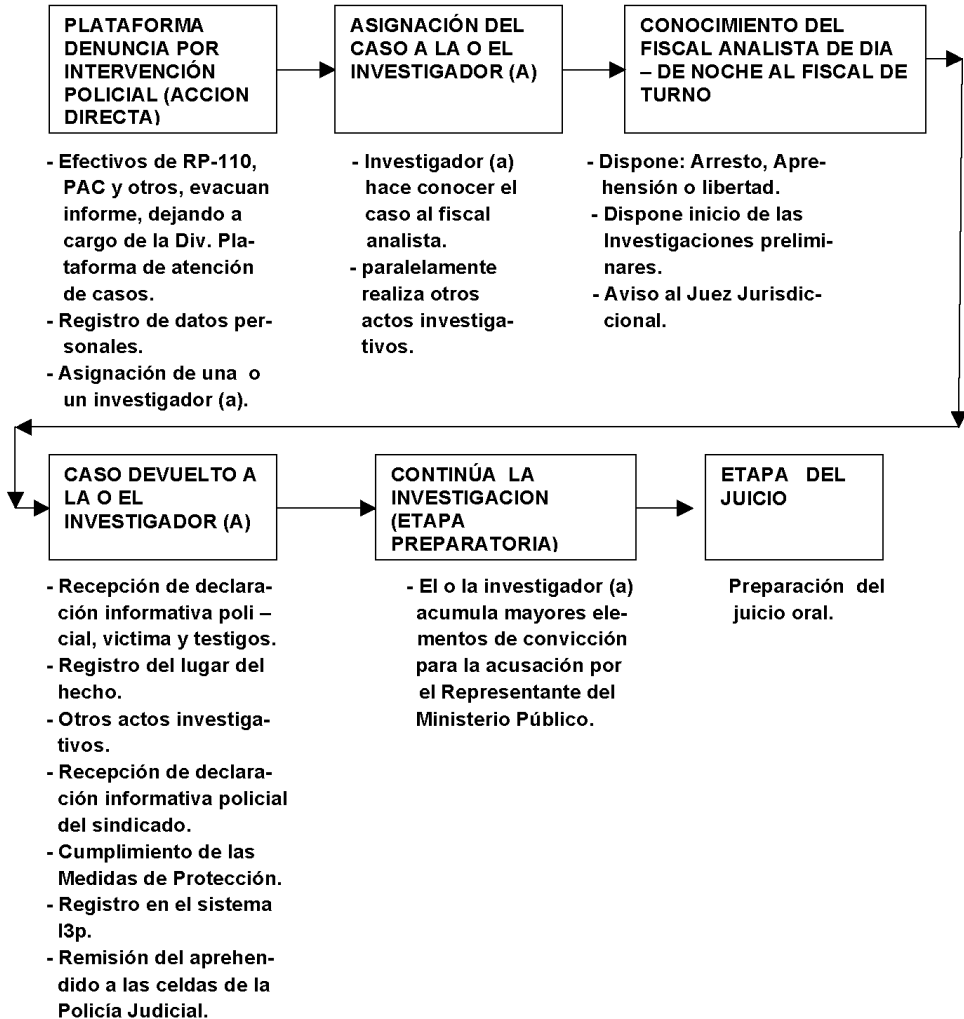 PLATAFORMA
DENUNCIA POR
INTERVENCIÓN
POLICIAL (ACCION
DIRECTA)
ASIGNACIÓN DEL
CASO A LA O EL
INVESTIGADOR (A)
CONOCIMIENTO DEL
FISCAL ANALISTA DE DIA
– DE NOCHE AL FISCAL DE
TURNO
- Efectivos de RP-110,
PAC y otros, evacuan
informe, dejando a
cargo de la Div. Pla-
taforma de atención
de casos.
- Registro de datos per-
sonales.
- Asignación de una o
un investigador (a).
- Investigador (a)
hace conocer el
caso al fiscal
analista.
- paralelamente
realiza otros
actos investiga-
tivos.
- Dispone: Arresto, Apre-
hensión o libertad.
- Dispone inicio de las
Investigaciones prelimi-
nares.
- Aviso al Juez Jurisdic-
cional.
CASO DEVUELTO A
LA O EL
INVESTIGADOR (A)
CONTINÚA LA
INVESTIGACION
(ETAPA
PREPARATORIA)
ETAPA DEL
JUICIO
- Recepción de declara-
ción informativa poli –
cial, victima y testigos.
- Registro del lugar del
hecho.
- Otros actos investiga-
tivos.
- Recepción de declara-
ción informativa policial
del sindicado.
- Cumplimiento de las
Medidas de Protección.
- Registro en el sistema
I3p.
- Remisión del aprehen-
dido a las celdas de la
Policía Judicial.
- El o la investigador (a)
acumula mayores ele-
mentos de convicción
para la acusación por
el Representante del
Ministerio Público.
Preparación del
juicio oral.